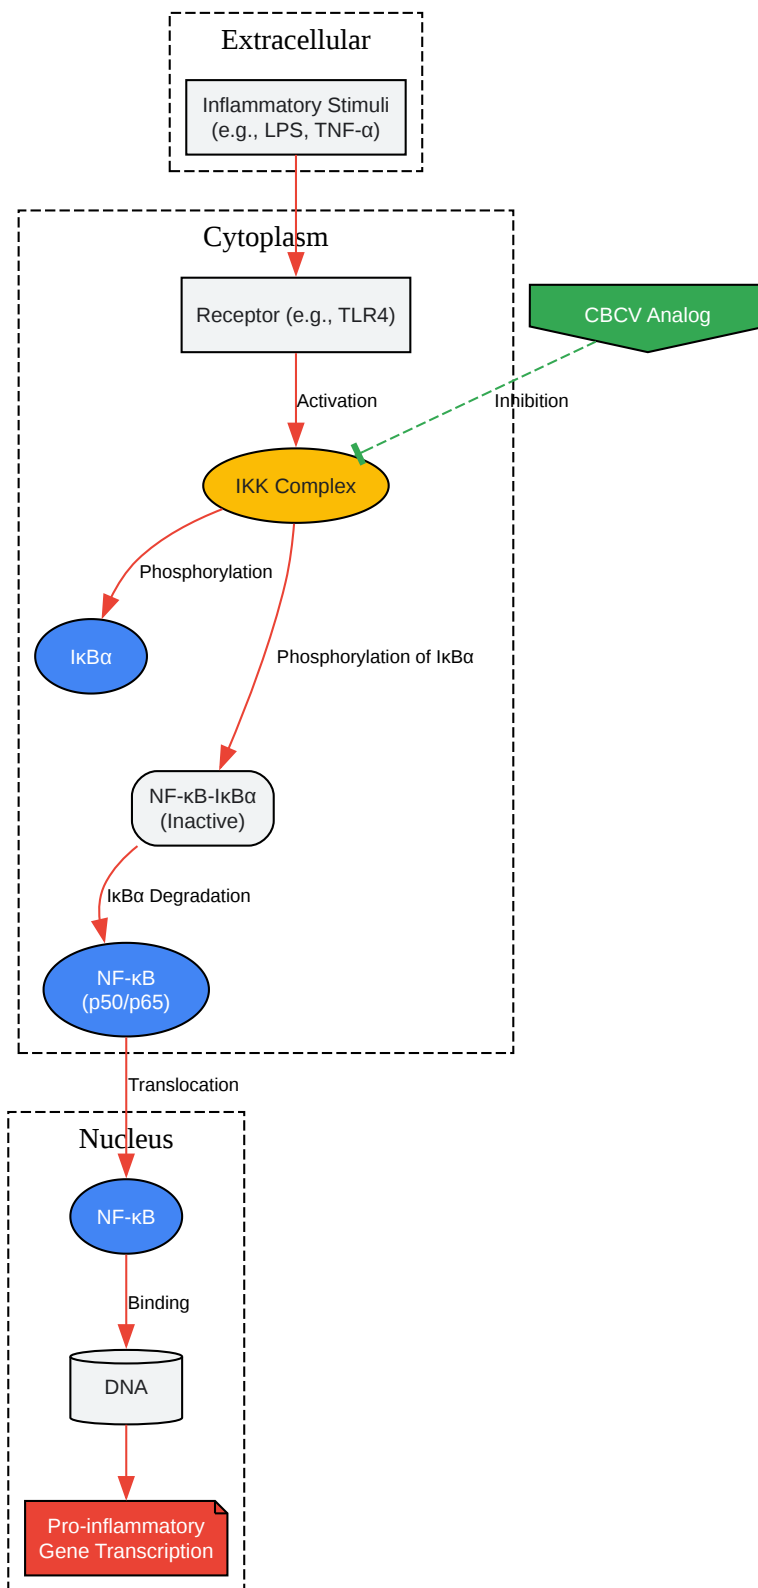 Extracellular
Inflammatory Stimuli
(e.g., LPS, TNF-α)
Cytoplasm
Receptor (e.g., TLR4)
CBCV Analog
Activation
Inhibition
IKK Complex
Phosphorylation
IκBα
Phosphorylation of IκBα
NF-κB-IκBα
(Inactive)
IκBα Degradation
NF-κB
(p50/p65)
Translocation
Nucleus
NF-κB
Binding
DNA
Pro-inflammatory
Gene Transcription